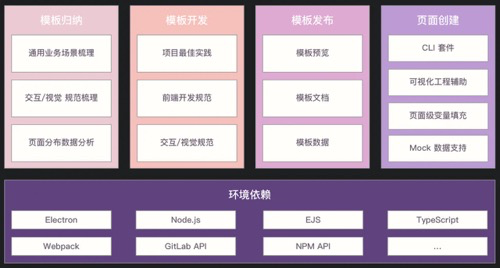 模板归纳
通用业务场景梳理
交互/视觉 规范梳理
页面分布数据分析
模板开发
项目最佳实践
前端开发规范
交互/视觉规范
模板发布
模板预览
模板文档
模板数据
页面创建
CLI 套件
可视化工程辅助
页面级变量填充
Mock 数据支持
环境依赖
Electron
Node.js
EJS
TypeScript
Webpack
GitLab API
NPM API
...